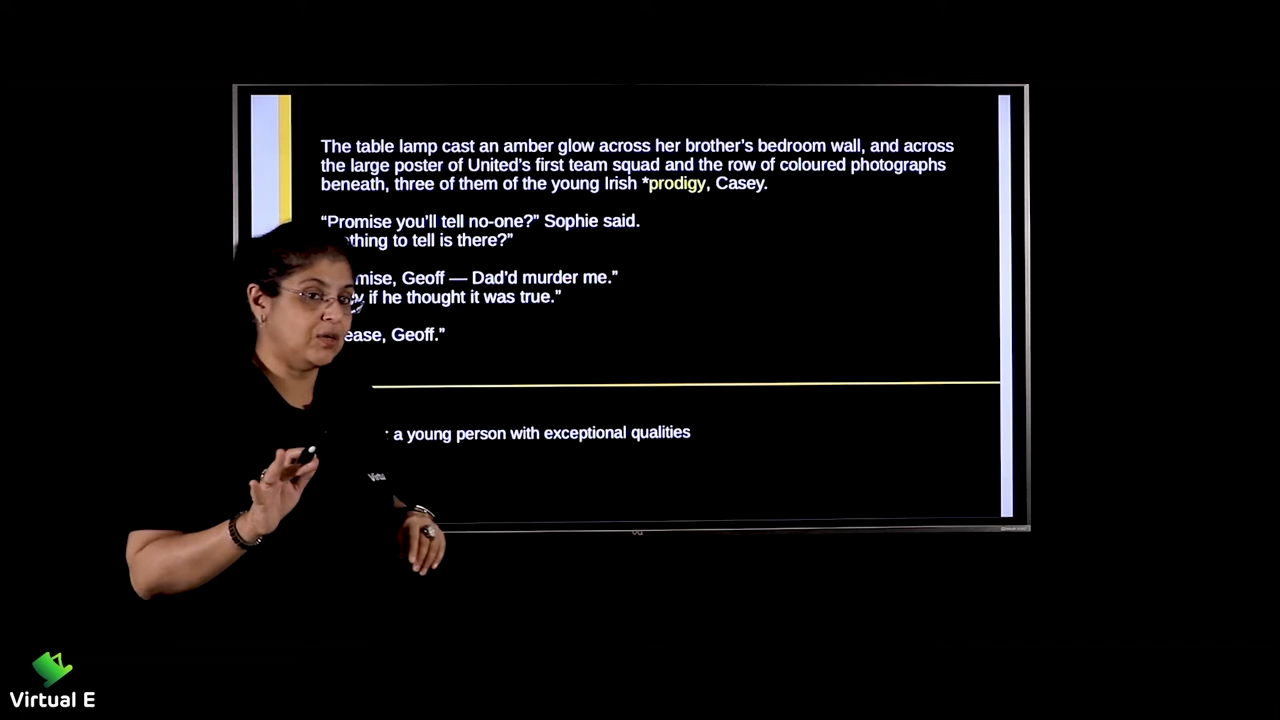 The table lamp cast an amber glow across her brother’s bedroom wall, and across
the large poster of United’s first team squad and the row of coloured photographs
beneath, three of them of the young Irish *prodigy, Casey.
“Promise you’ll tell no-one?” Sophie said.
to tell is there?”
Geoff — Dad’d murder me.”
if he thought it was true.”
Geoff.”
: a young person with exceptional qualities
Virtual E